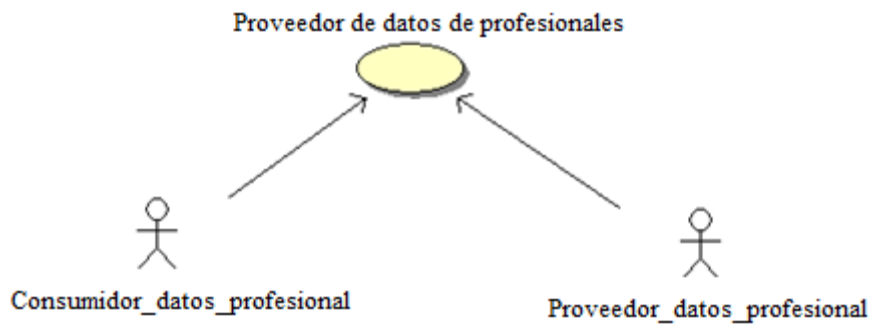 Proveedor de datos de profesionales
Consumidor_datos_profesional
Proveedor_datos_profesional